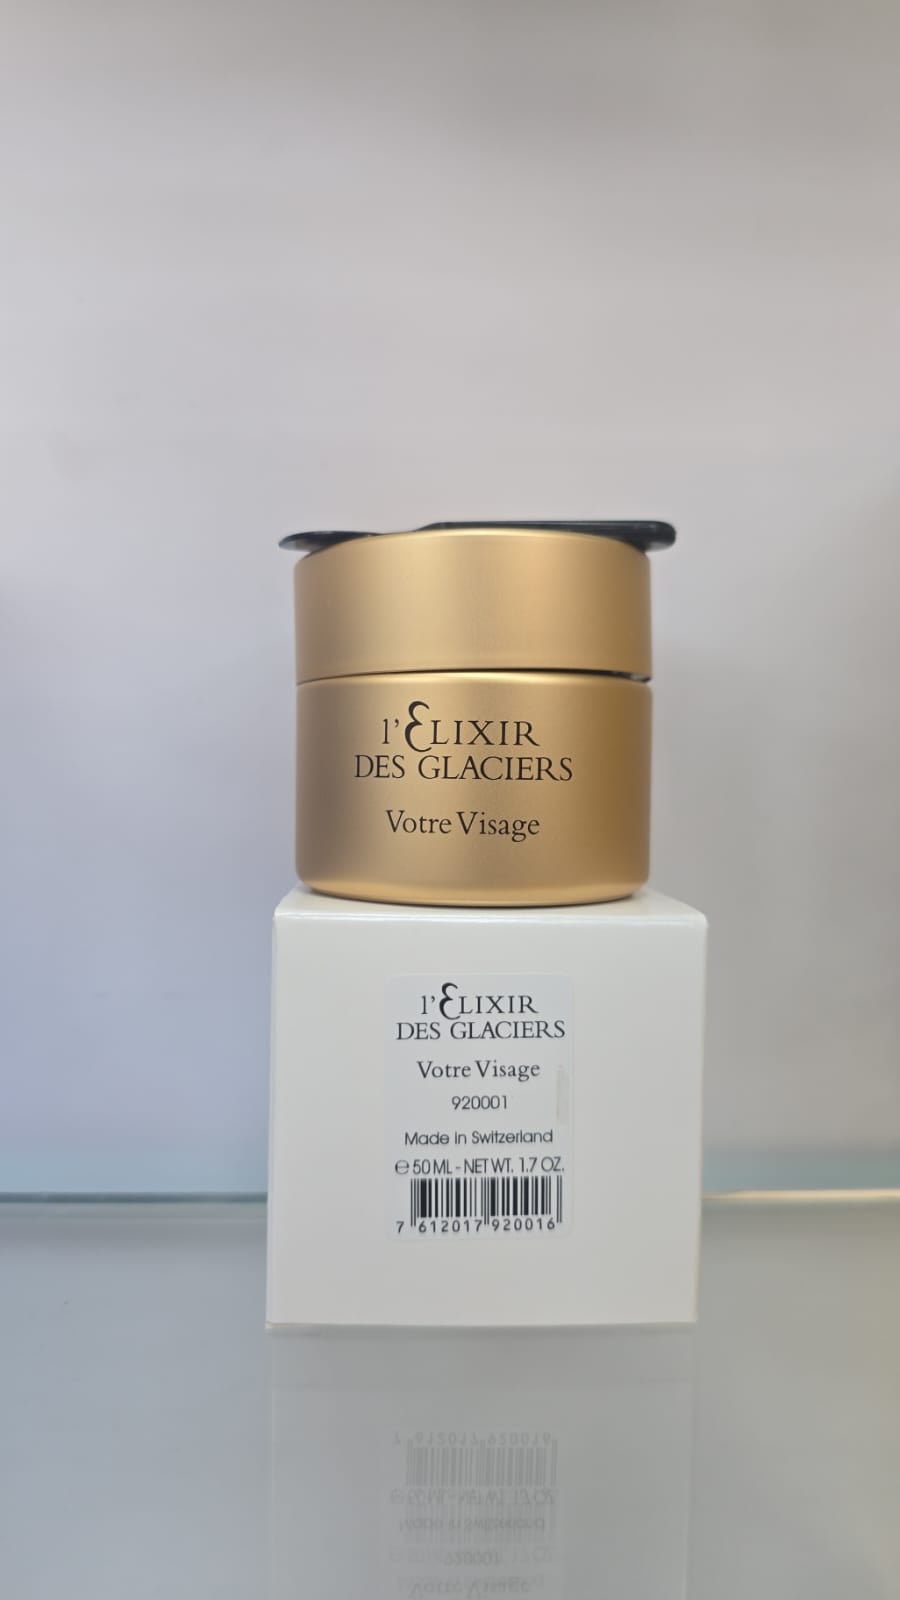 l'Elixir
des Glaciers
Votre Visage
l'Elixir
des Glaciers
Votre Visage
920001
Made in Switzerland
℮ 50 ML - NET WT. 1.7 OZ.
7 612017 920016